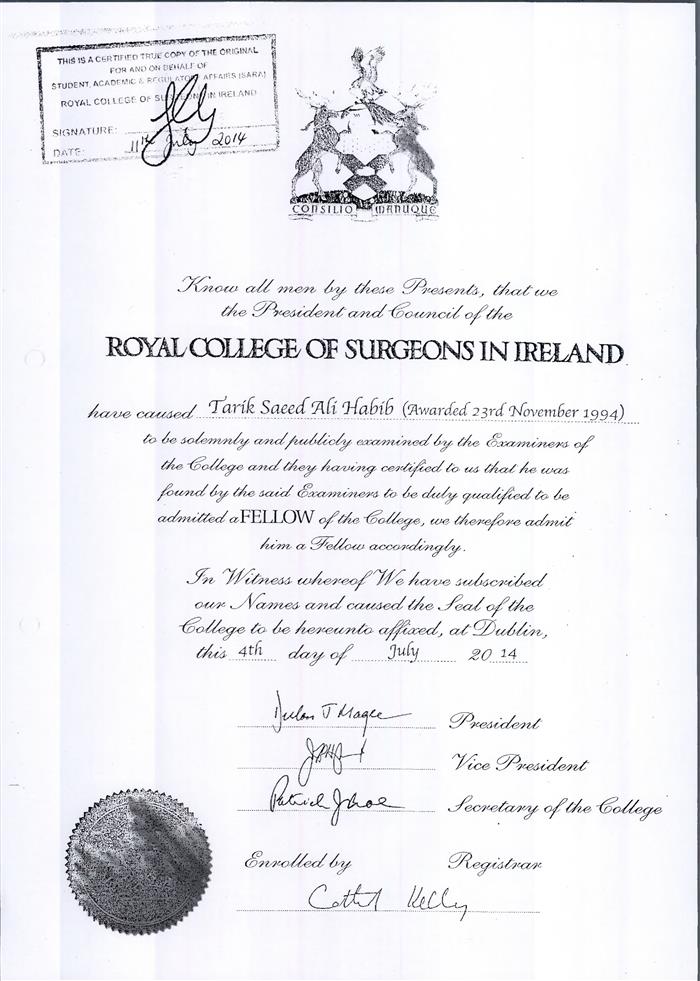 THIS IS A CERTIFIED TRUE COPY OF THE ORIGINAL
FOR AND ON BEHALF OF
STUDENT, ACADEMIC & REGULATORY AFFAIRS (SARA)
ROYAL COLLEGE OF SURGEONS IN IRELAND
SIGNATURE:
DATE: 11th July 2014
CONSILIO MANUQUE
Know all men by these Presents, that we
the President and Council of the
ROYAL COLLEGE OF SURGEONS IN IRELAND
have caused Tarik Saeed Ali Habib (Awarded 23rd November 1994)
to be solemnly and publicly examined by the Examiners of
the College and they having certified to us that he was
found by the said Examiners to be duly qualified to be
admitted a FELLOW of the College, we therefore admit
him a Fellow accordingly.
In Witness whereof We have subscribed
our Names and caused the Seal of the
College to be hereunto affixed, at Dublin,
this 4th day of July 20 14
President
Vice President
Patrick Secretary of the College
Enrolled by Registrar
Kelly